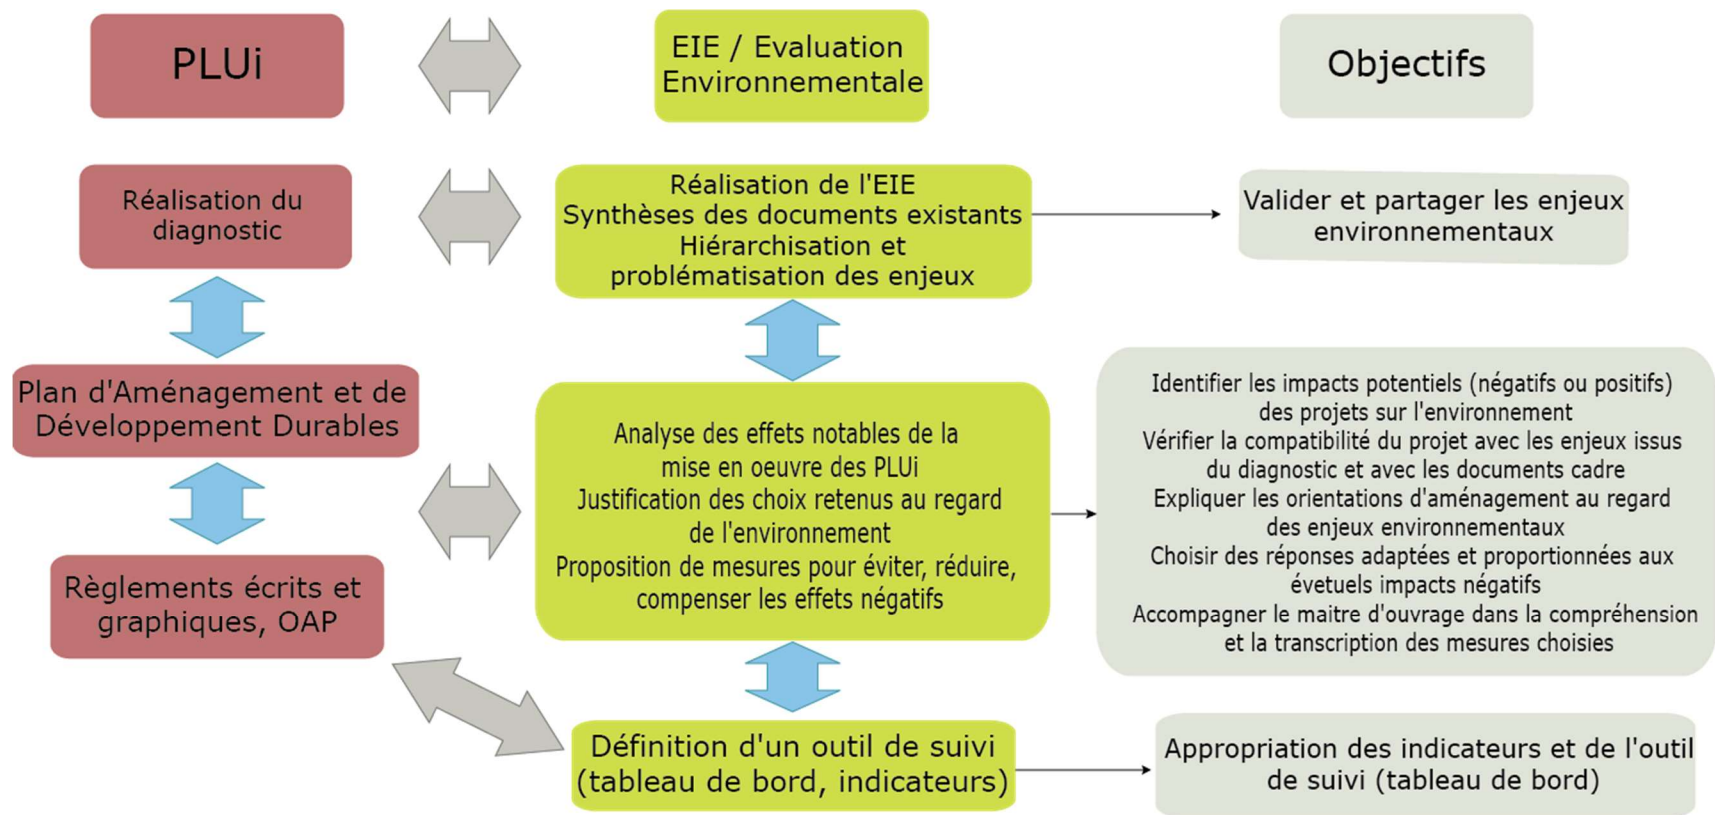 PLUi
EIE / Evaluation
Environnementale
Objectifs
Réalisation du
diagnostic
Réalisation de l'EIE
Synthèses des documents existants
Hiérarchisation et
problématisation des enjeux
Valider et partager les enjeux
environnementaux
Plan d'Aménagement et de
Développement Durables
Analyse des effets notables de la
mise en oeuvre des PLUi
Justification des choix retenus au regard
de l'environnement
Proposition de mesures pour éviter, réduire,
compenser les effets négatifs
Identifier les impacts potentiels (négatifs ou positifs)
des projets sur l'environnement
Vérifier la compatibilité du projet avec les enjeux issus
du diagnostic et avec les documents cadre
Expliquer les orientations d'aménagement au regard
des enjeux environnementaux
Choisir des réponses adaptées et proportionnées aux
évetuels impacts négatifs
Accompagner le maitre d'ouvrage dans la compréhension
et la transcription des mesures choisies
Règlements écrits et
graphiques, OAP
Définition d'un outil de suivi
(tableau de bord, indicateurs)
Appropriation des indicateurs et de l'outil
de suivi (tableau de bord)